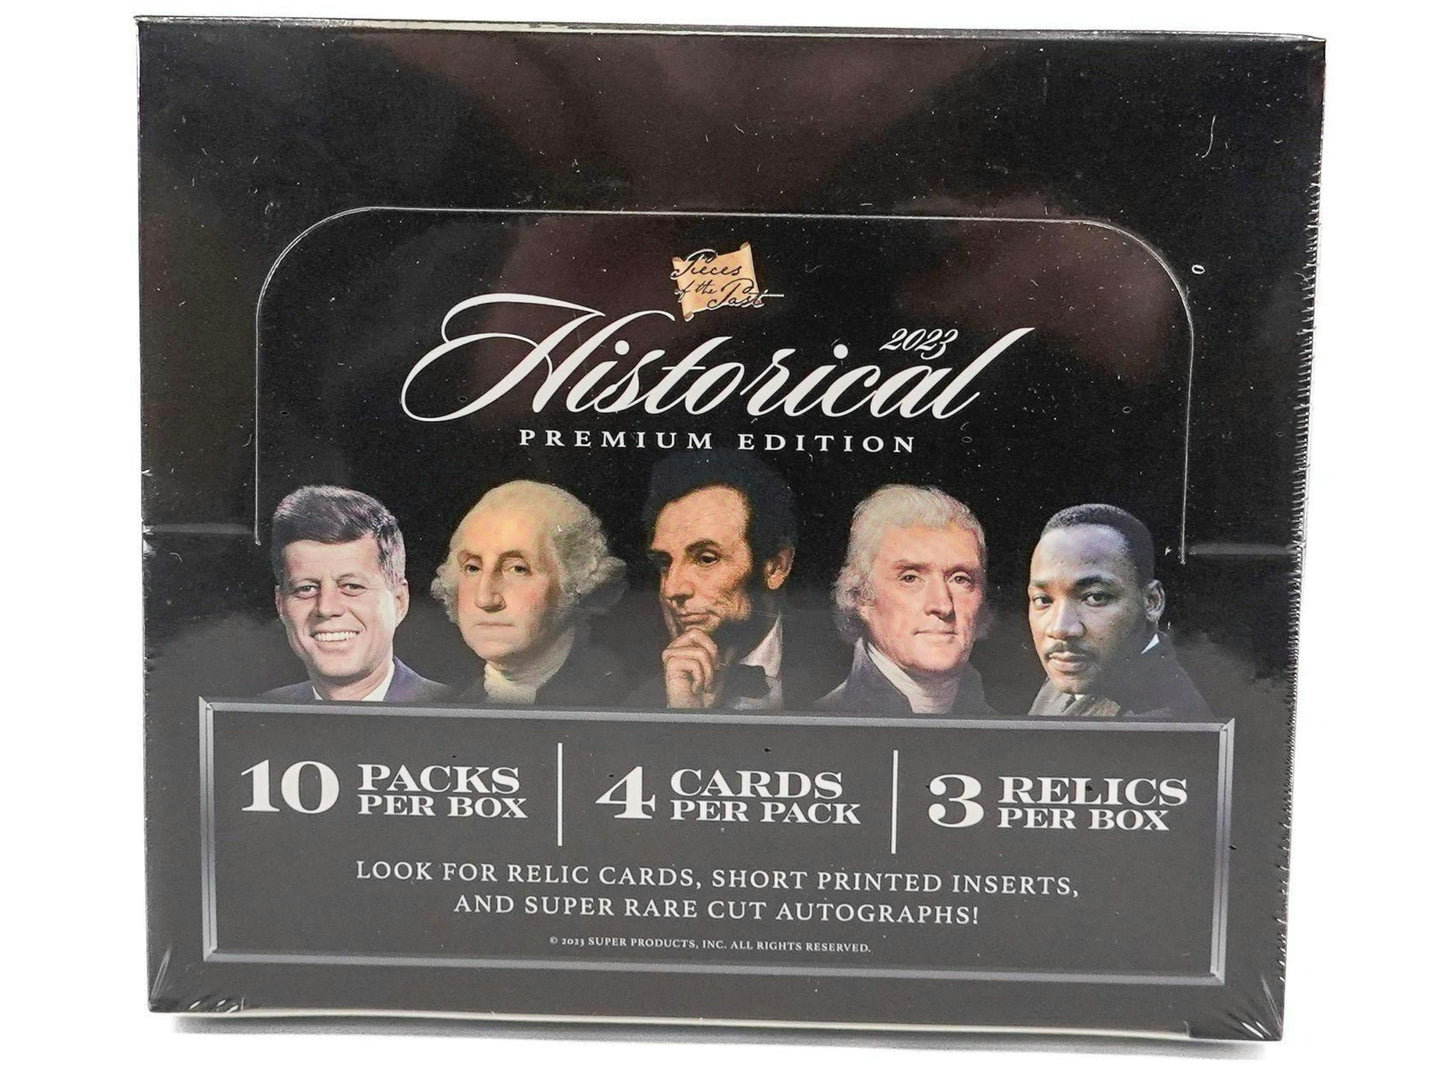 Pieces
of the Past
2023
Historical
PREMIUM EDITION
10 PACKS PER BOX
4 CARDS PER PACK
3 RELICS PER BOX
LOOK FOR RELIC CARDS, SHORT PRINTED INSERTS,
AND SUPER RARE CUT AUTOGRAPHS!
© 2023 SUPER PRODUCTS, INC. ALL RIGHTS RESERVED.